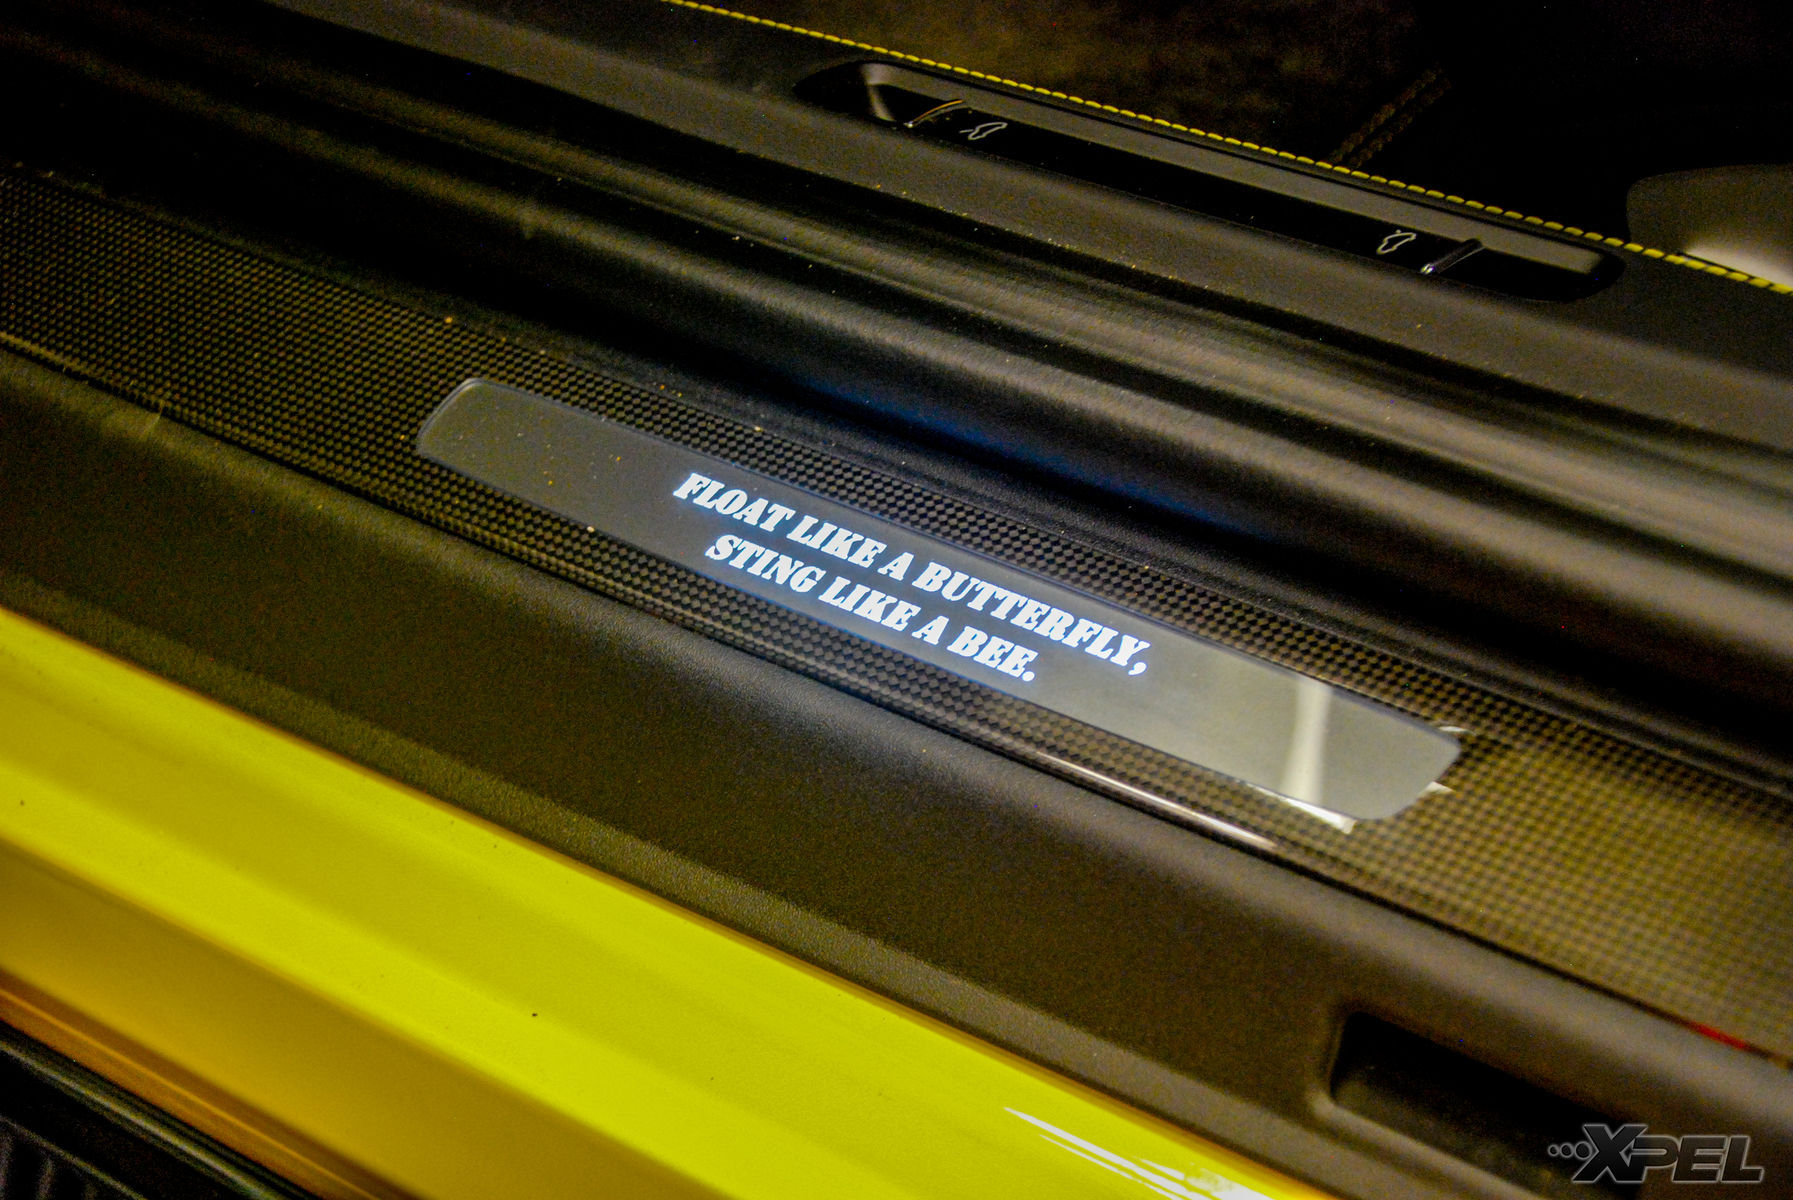 FLOAT LIKE A BUTTERFLY,
STING LIKE A BEE.
XPEL